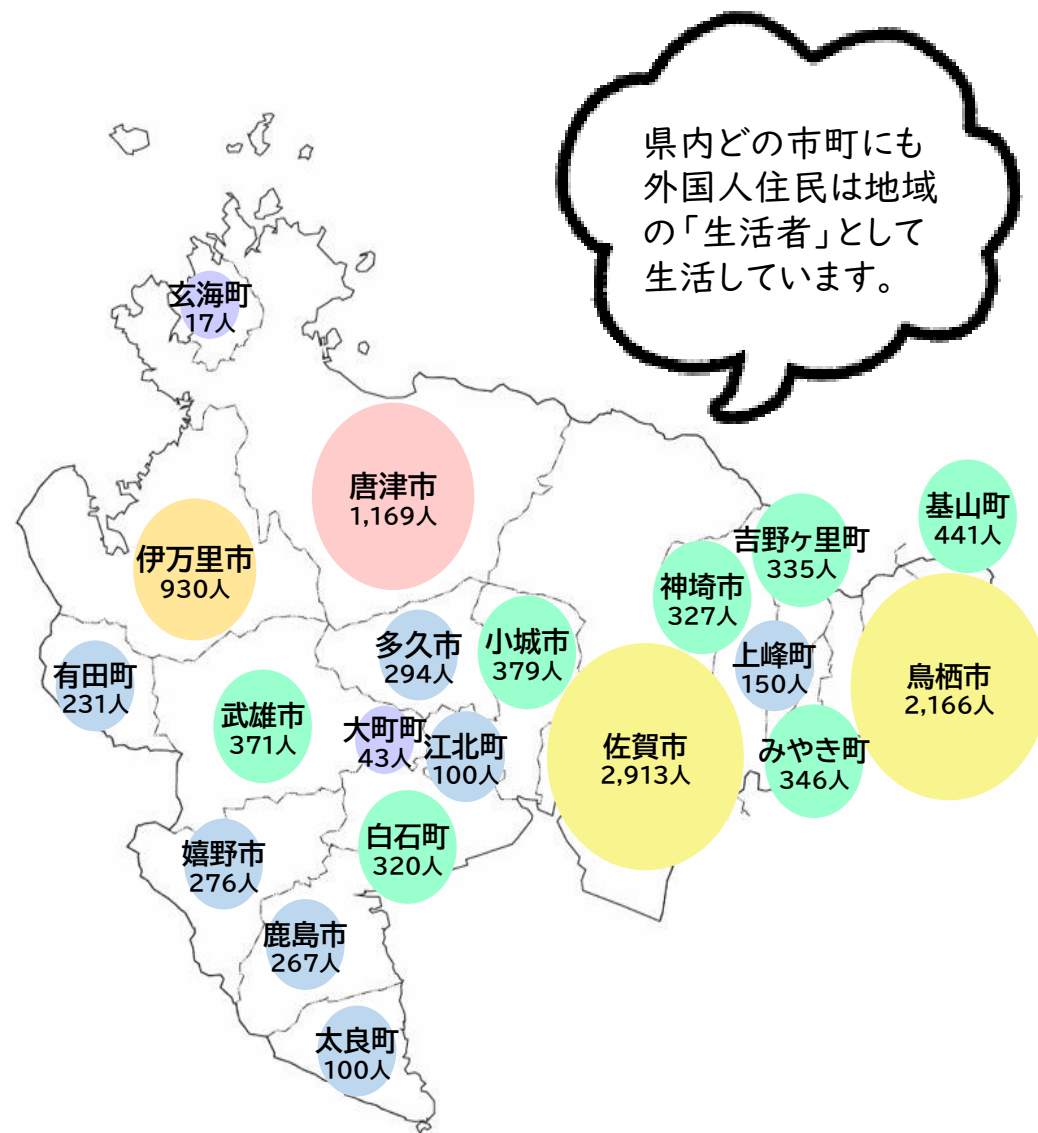 県内どの市町にも
外国人住民は地域
の「生活者」として
生活しています。
玄海町
17人
唐津市
1,169人
伊万里市
930人
基山町
441人
吉野ヶ里町
335人
神埼市
327人
鳥栖市
2,166人
上峰町
150人
多久市
294人
小城市
379人
有田町
231人
武雄市
371人
大町町
43人
江北町
100人
佐賀市
2,913人
みやき町
346人
白石町
320人
嬉野市
276人
鹿島市
267人
太良町
100人